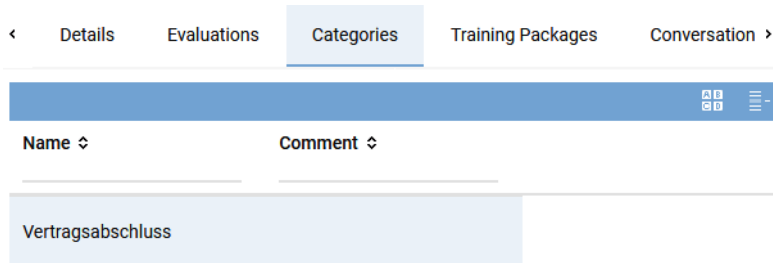 Details Evaluations Categories Training Packages Conversation
A B
C D
Name Comment
Vertragsabschluss